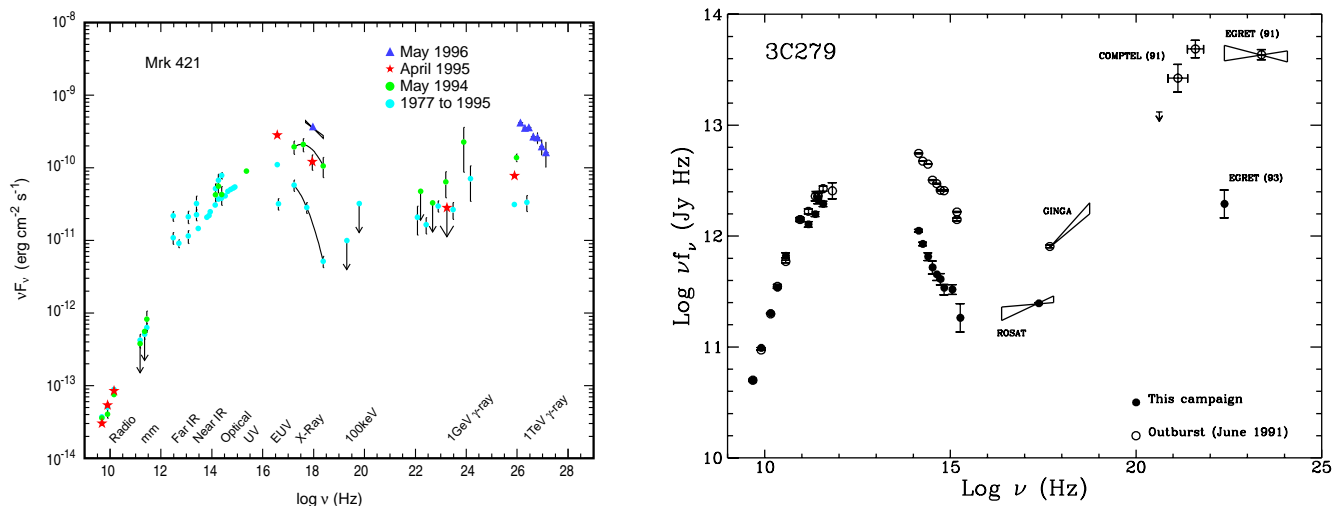 10⁻⁸
10⁻⁹
10⁻¹⁰
10⁻¹¹
10⁻¹²
10⁻¹³
10⁻¹⁴
νFᵥ (erg cm⁻² s⁻¹)
Mrk 421
May 1996
April 1995
May 1994
1977 to 1995
Radio
mm
Far IR
Near IR
Optical
UV
EUV
X-Ray
100keV
1GeV γ-ray
1TeV γ-ray
10 12 14 16 18 20 22 24 26 28
log ν (Hz)
14
13
12
11
10
Log νfᵥ (Jy Hz)
3C279
EGRET (91)
COMPTEL (91)
EGRET (93)
GINGA
ROSAT
This campaign
Outburst (June 1991)
10 15 20 25
Log ν (Hz)